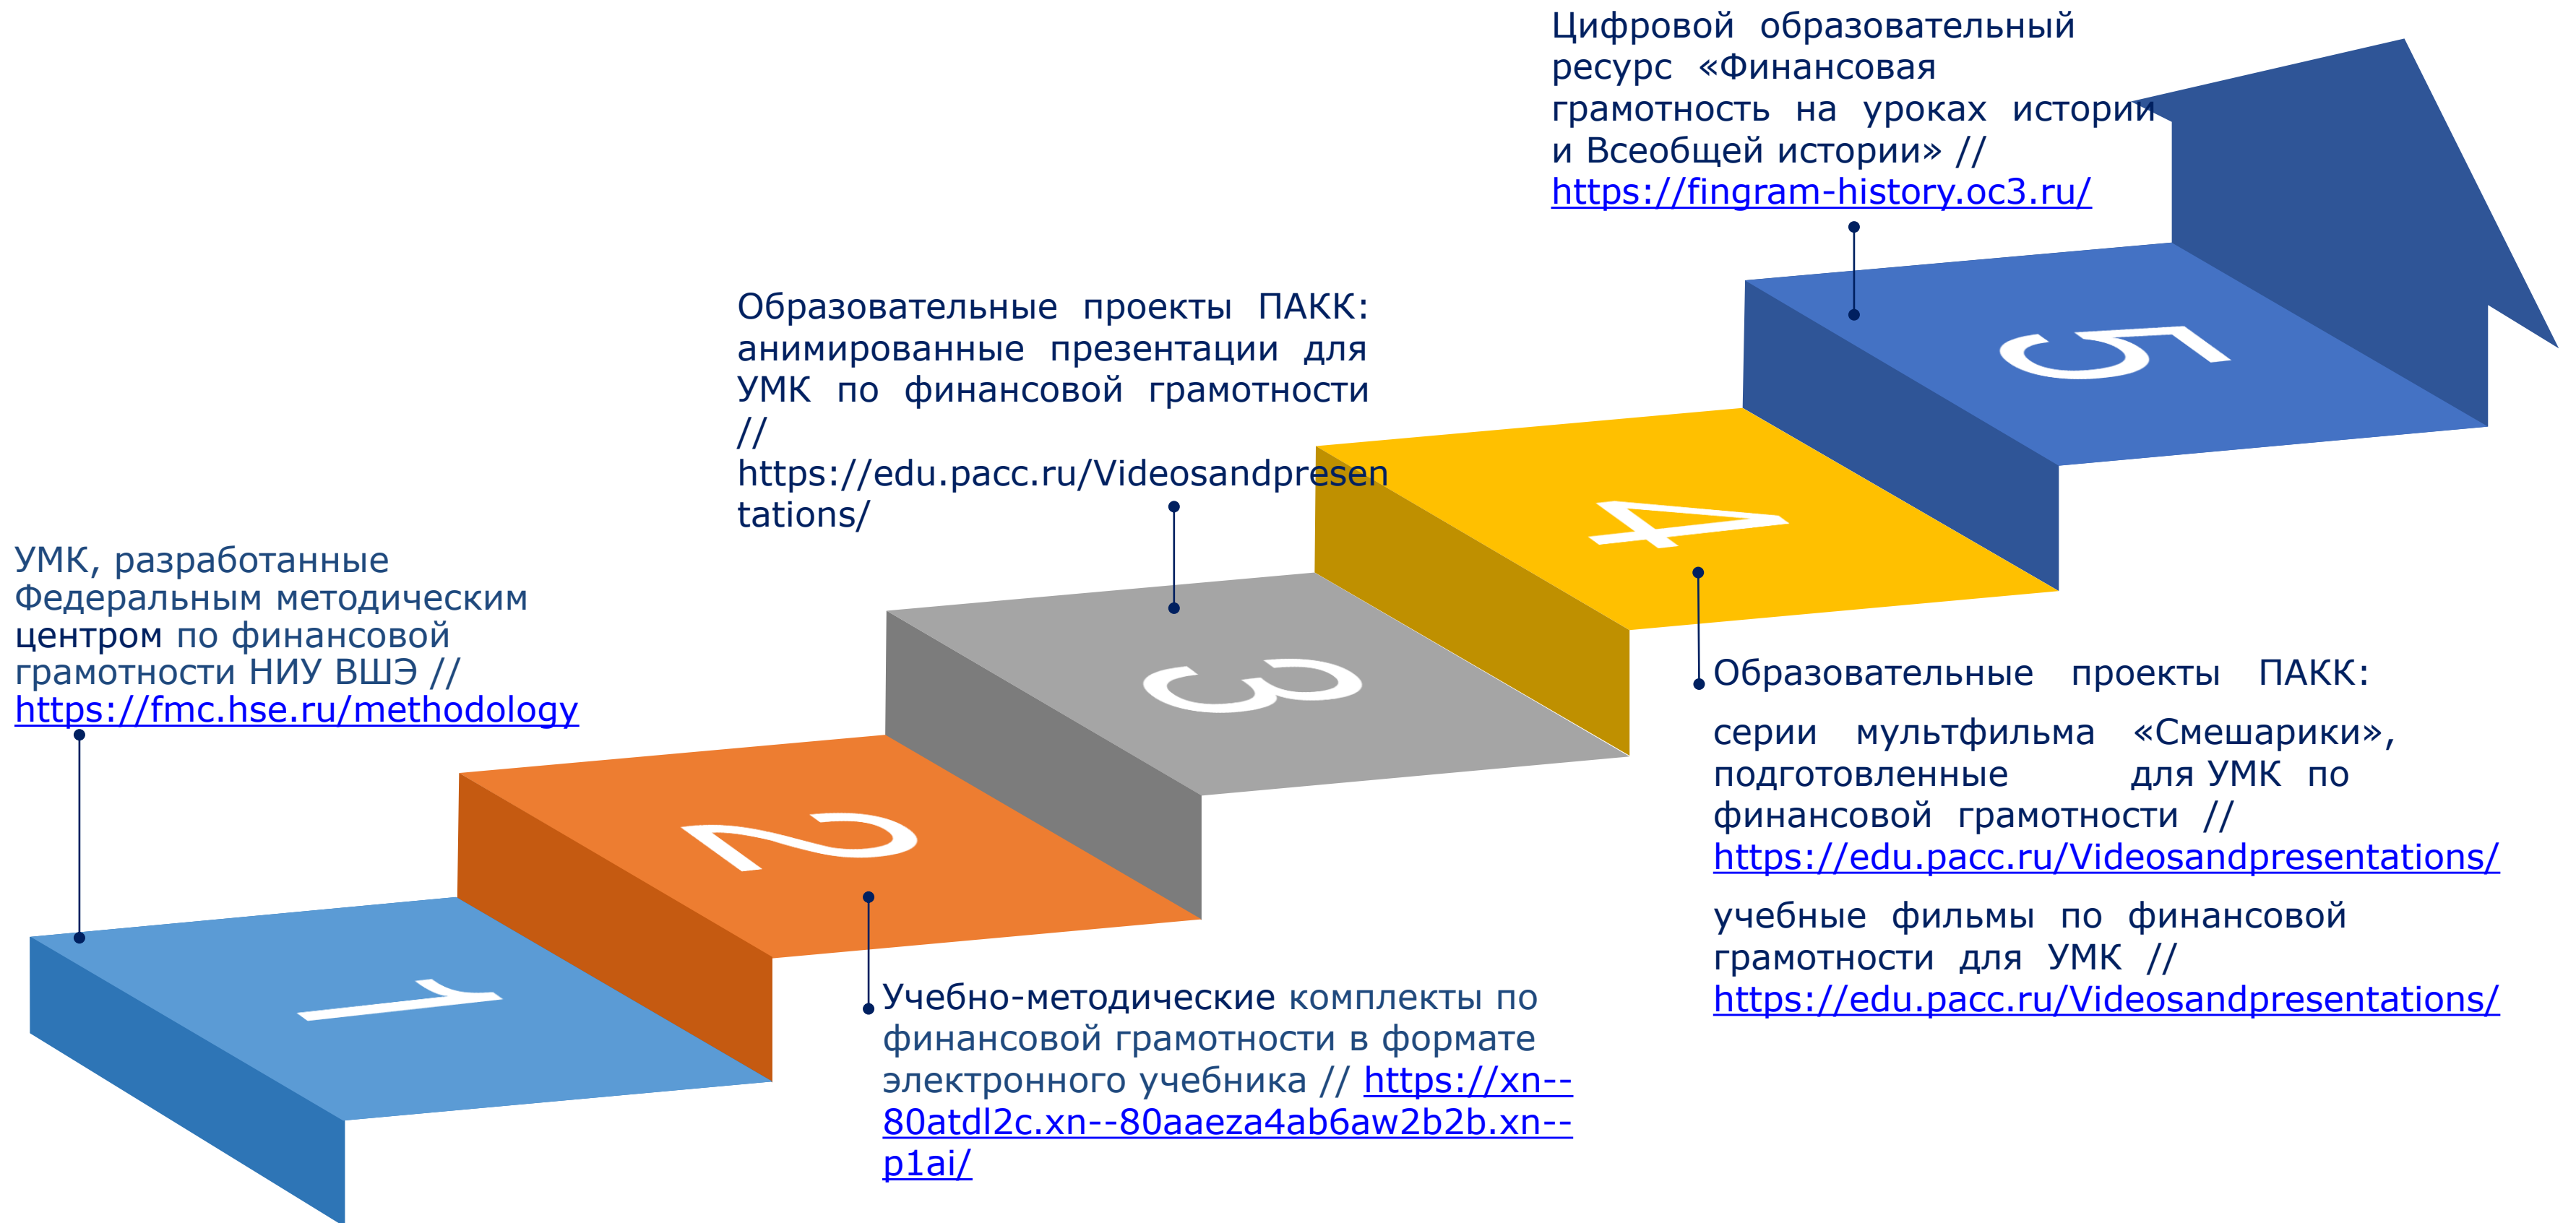 УМК, разработанные
Федеральным методическим
центром по финансовой
грамотности НИУ ВШЭ //
https://fmc.hse.ru/methodology
1
2
Учебно-методические комплекты по
финансовой грамотности в формате
электронного учебника // https://xn--
80atdl2c.xn--80aaeza4ab6aw2b2b.xn--
p1ai/
Образовательные проекты ПАКК:
анимированные презентации для
УМК по финансовой грамотности
//
https://edu.pacc.ru/Videosandpresen
tations/
3
4
Образовательные проекты ПАКК:
серии мультфильма «Смешарики»,
подготовленные для УМК по
финансовой грамотности //
https://edu.pacc.ru/Videosandpresentations/
учебные фильмы по финансовой
грамотности для УМК //
https://edu.pacc.ru/Videosandpresentations/
Цифровой образовательный
ресурс «Финансовая
грамотность на уроках истории
и Всеобщей истории» //
https://fingram-history.oc3.ru/
5